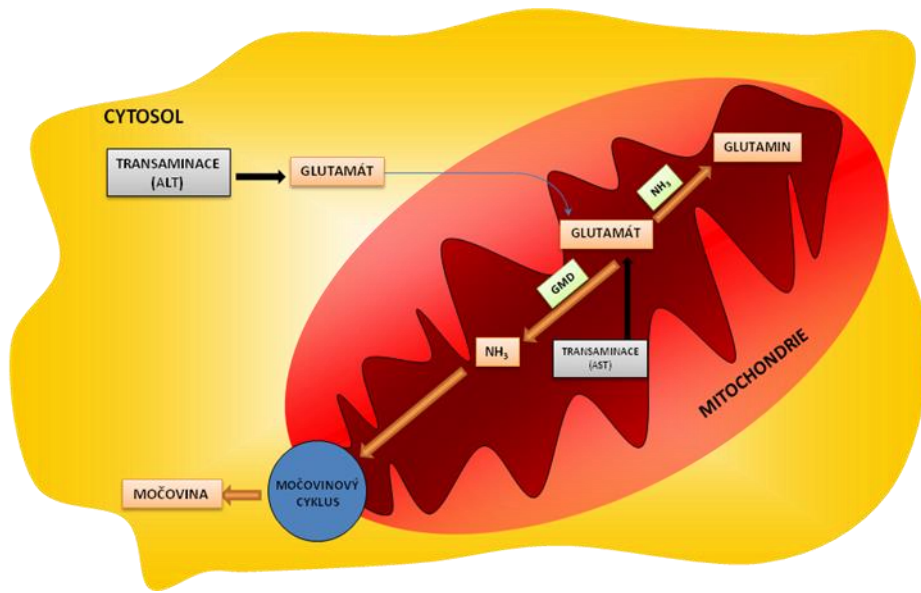 CYTOSOL
TRANSAMINACE
(ALT)
GLUTAMÁT
GLUTAMIN
NH₃
GLUTAMÁT
GMD
NH₃
TRANSAMINACE
(AST)
MITOCHONDRIE
MOČOVINA
MOČOVINOVÝ
CYKLUS